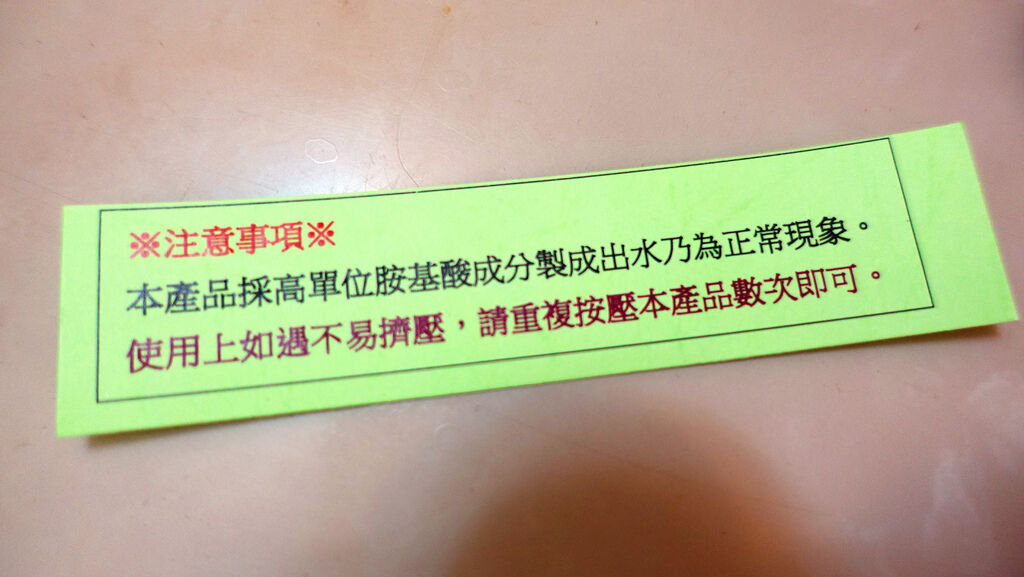 ※注意事項※
本產品採高單位胺基酸成分製成出水乃為正常現象。
使用上如遇不易擠壓，請重複按壓本產品數次即可。